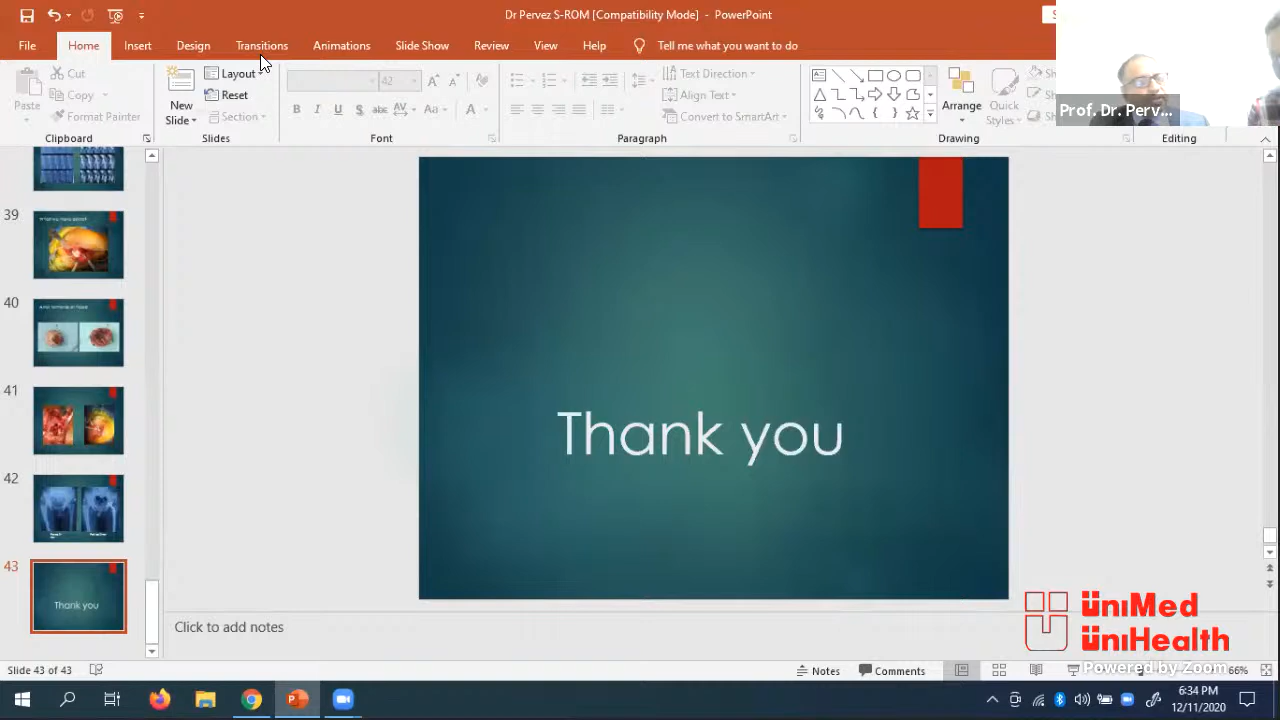 Dr Pervez S-ROM [Compatibility Mode] - PowerPoint
File Home Insert Design Transitions Animations Slide Show Review View Help Tell me what you want to do
Paste
Cut
Copy
Format Painter
Clipboard
New Slide
Layout
Reset
Section
Slides
42
Font
Text Direction
Align Text
Convert to SmartArt
Paragraph
Arrange
Quick Styles
Drawing
Editing
Prof. Dr. Perv...
39
40
41
42
43
Thank you
Thank you
Click to add notes
üniMed
üniHealth
Powered by Zoom
Slide 43 of 43
Notes
Comments
66%
6:34 PM
12/11/2020